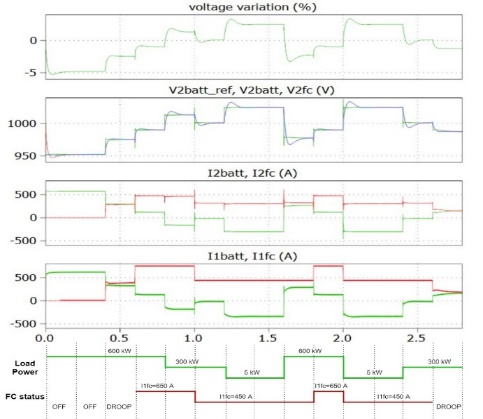 voltage variation (%)
0
-5
V2batt_ref, V2batt, V2fc (V)
1000
950
I2batt, I2fc (A)
500
0
-500
I1batt, I1fc (A)
500
0
-500
0.0 0.5 1.0 1.5 2.0 2.5
Load Power
600 kW 300 kW 5 kW 600 kW 5 kW 300 kW
FC status
I1fc=650 A I1fc=450 A I1fc=650 A I1fc=450 A
OFF OFF DROOP DROOP